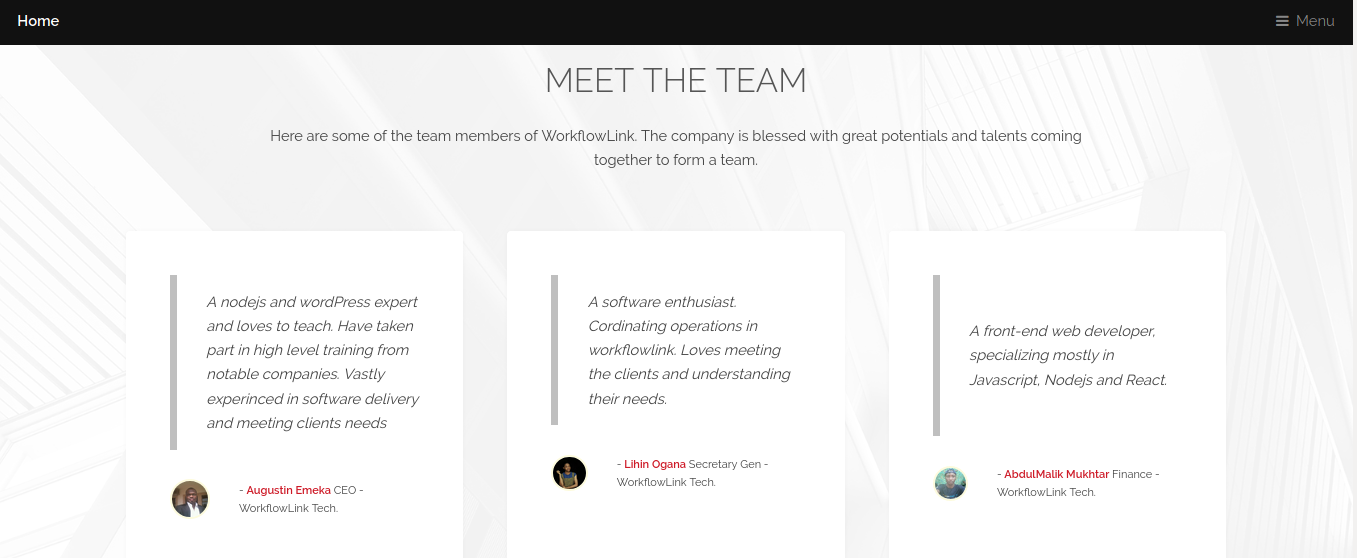 Home
Menu
MEET THE TEAM
Here are some of the team members of WorkflowLink. The company is blessed with great potentials and talents coming
together to form a team.
A nodejs and wordPress expert
and loves to teach. Have taken
part in high level training from
notable companies. Vastly
experinced in software delivery
and meeting clients needs
- Augustin Emeka CEO -
WorkflowLink Tech.
A software enthusiast.
Cordinating operations in
workflowlink. Loves meeting
the clients and understanding
their needs.
- Lihin Ogana Secretary Gen -
WorkflowLink Tech.
A front-end web developer,
specializing mostly in
Javascript, Nodejs and React.
- AbdulMalik Mukhtar Finance -
WorkflowLink Tech.